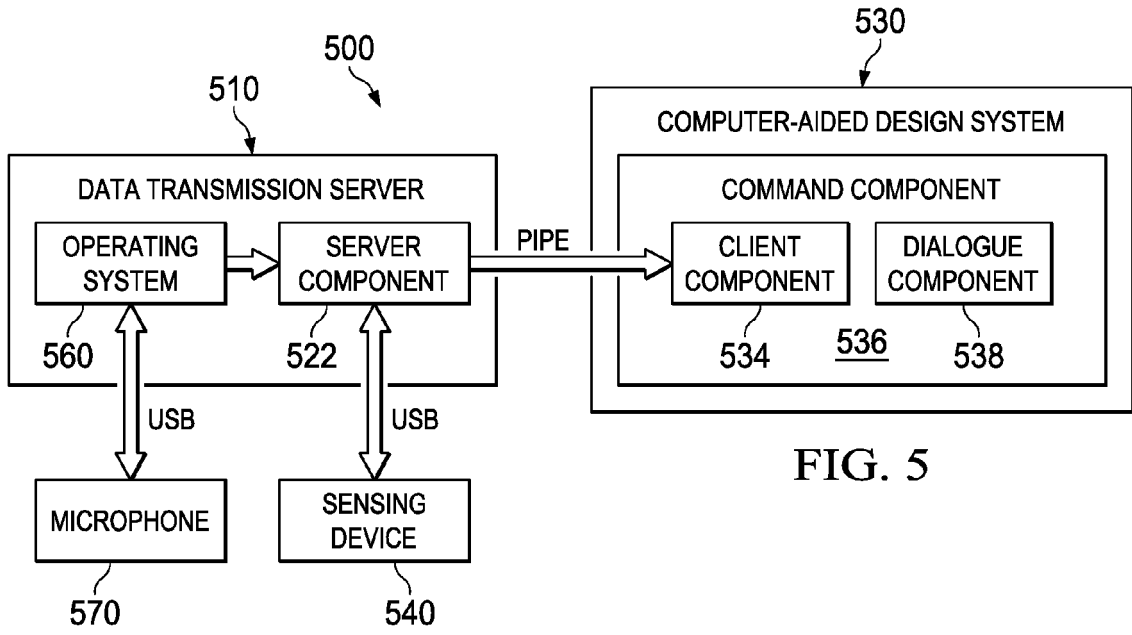 500
510
530
DATA TRANSMISSION SERVER
OPERATING
SYSTEM
560
SERVER
COMPONENT
522
PIPE
COMPUTER-AIDED DESIGN SYSTEM
COMMAND COMPONENT
CLIENT
COMPONENT
534
536
DIALOGUE
COMPONENT
538
USB
USB
MICROPHONE
570
SENSING
DEVICE
540
FIG. 5